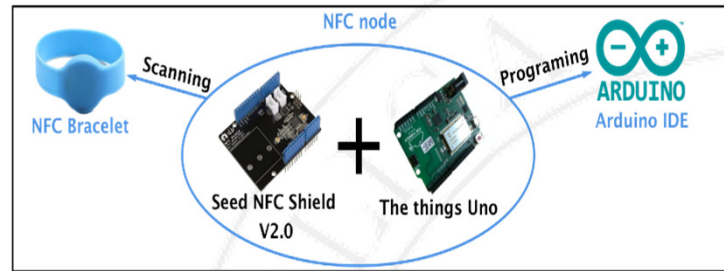 NFC node
Scanning
Programing
NFC Bracelet
ARDUINO
Arduino IDE
Seed NFC Shield
V2.0
The things Uno